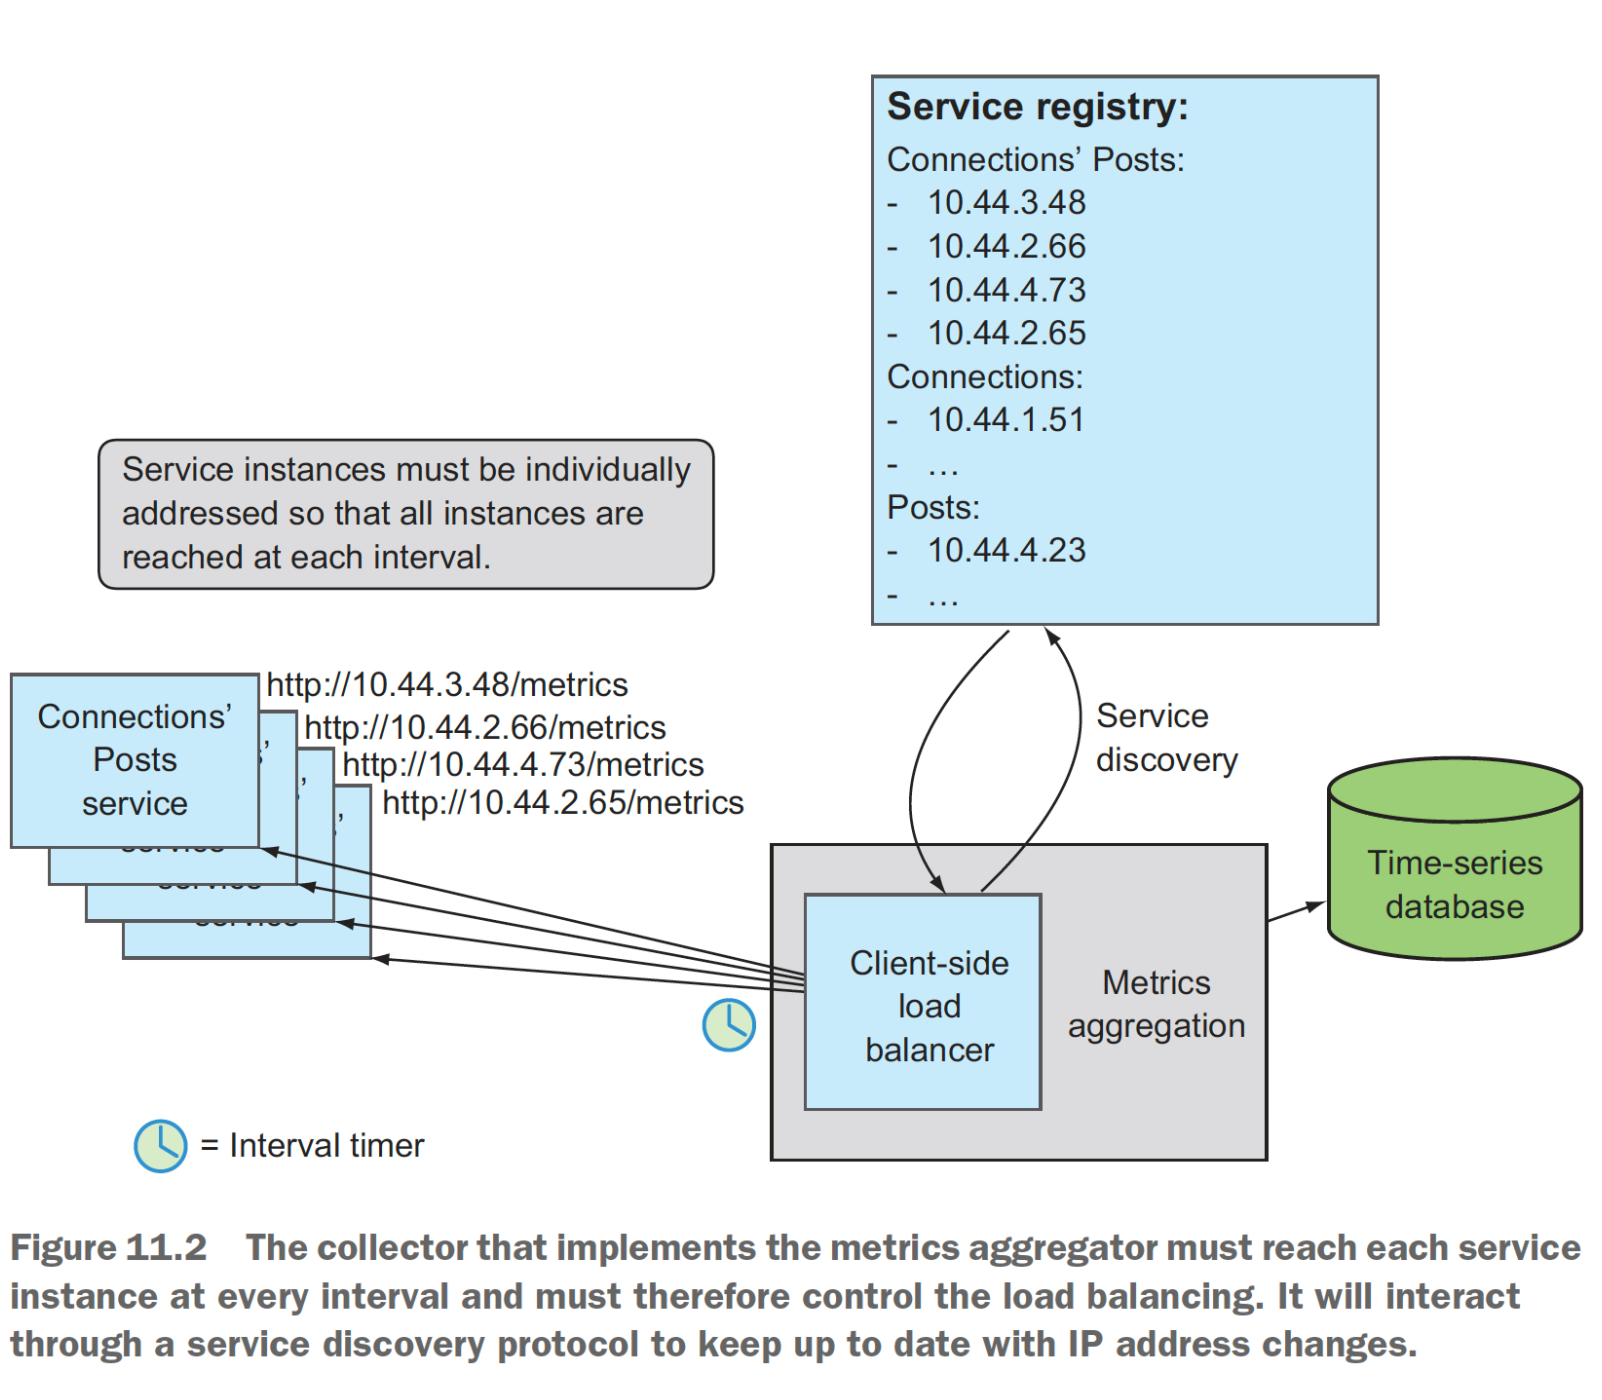 Service registry:
Connections’ Posts:
- 10.44.3.48
- 10.44.2.66
- 10.44.4.73
- 10.44.2.65
Connections:
- 10.44.1.51
- …
Posts:
- 10.44.4.23
- …
Service instances must be individually
addressed so that all instances are
reached at each interval.
http://10.44.3.48/metrics
http://10.44.2.66/metrics
http://10.44.4.73/metrics
http://10.44.2.65/metrics
Connections’
Posts
service
service
service
service
Service
discovery
Time-series
database
Client-side
load
balancer
Metrics
aggregation
= Interval timer
Figure 11.2 The collector that implements the metrics aggregator must reach each service
instance at every interval and must therefore control the load balancing. It will interact
through a service discovery protocol to keep up to date with IP address changes.